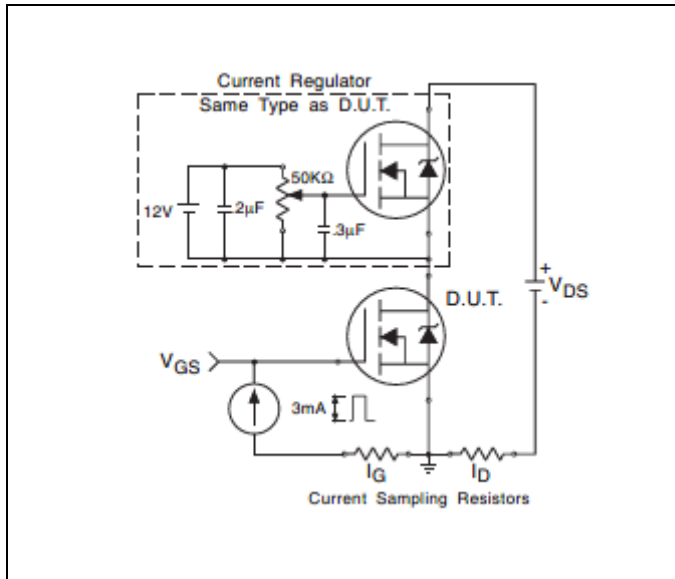 Current Regulator
Same Type as D.U.T.
50KΩ
12V
.2μF
.3μF
D.U.T.
+
VDS
-
VGS
3mA
IG
ID
Current Sampling Resistors